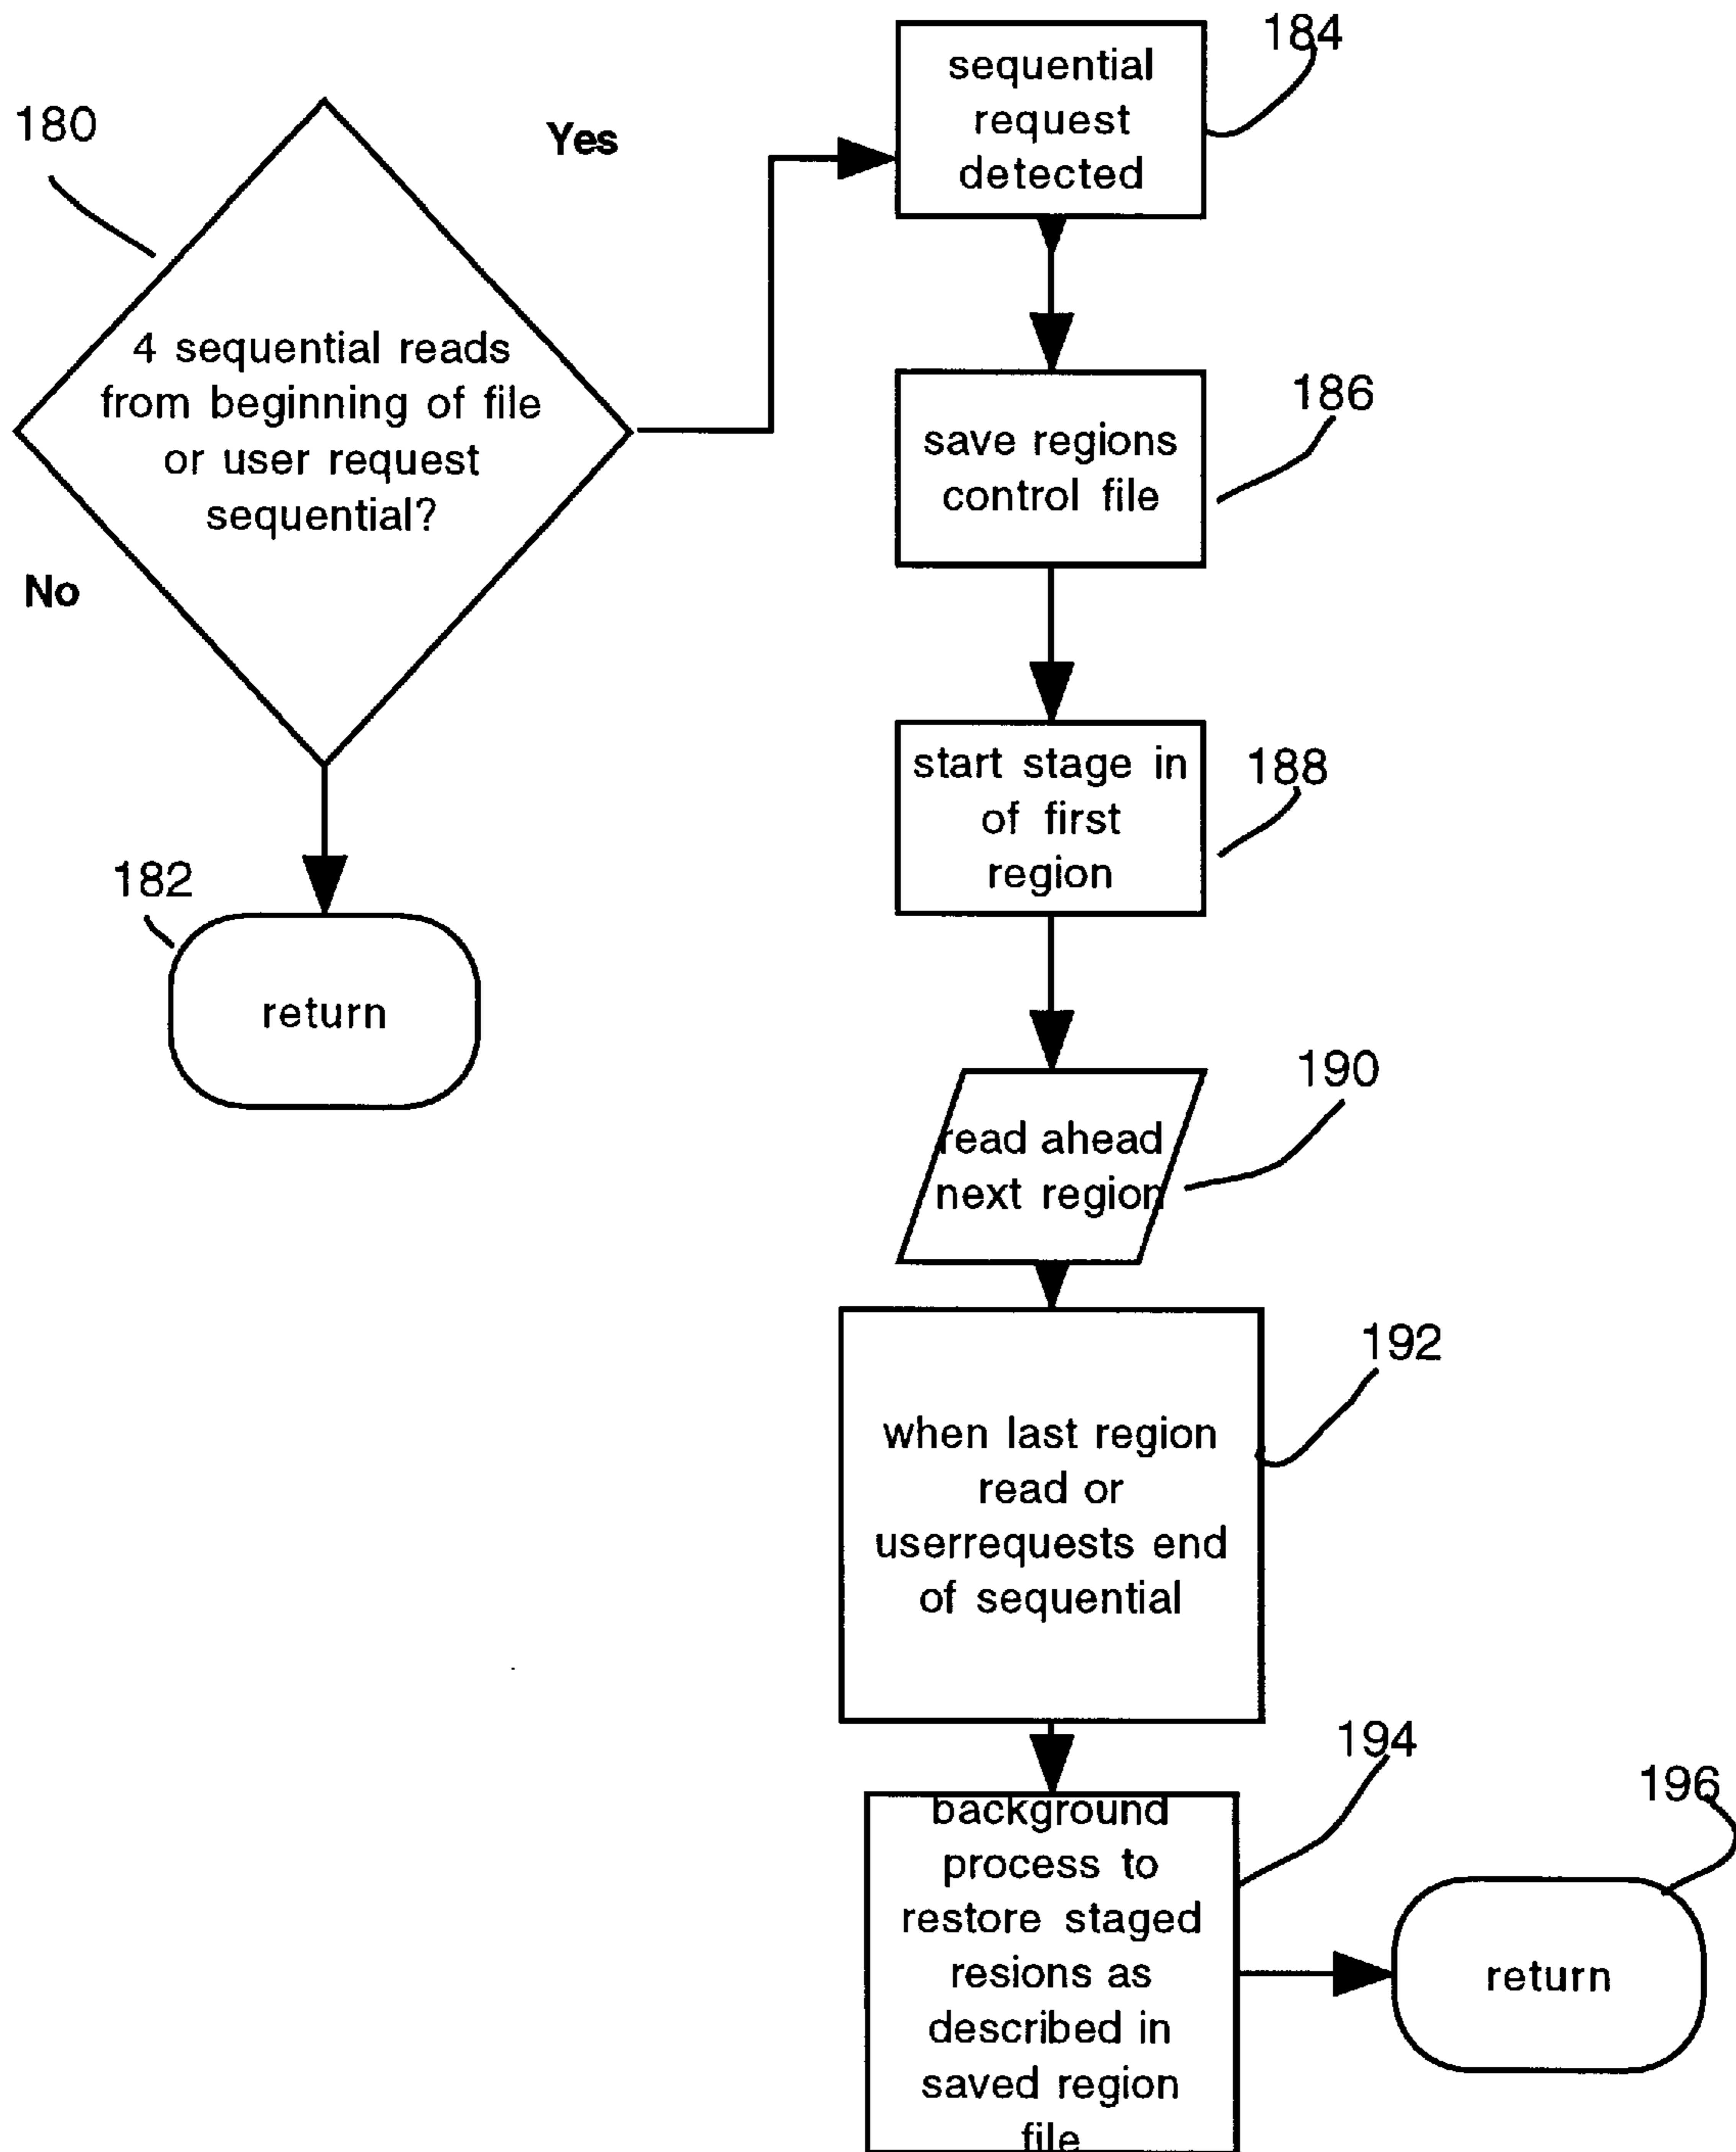 180
Yes
4 sequential reads
from beginning of file
or user request
sequential?
No
182
return
184
sequential
request
detected
186
save regions
control file
188
start stage in
of first
region
190
read ahead
next region
192
when last region
read or
userrequests end
of sequential
194
background
process to
restore staged
resions as
described in
saved region
file
196
return